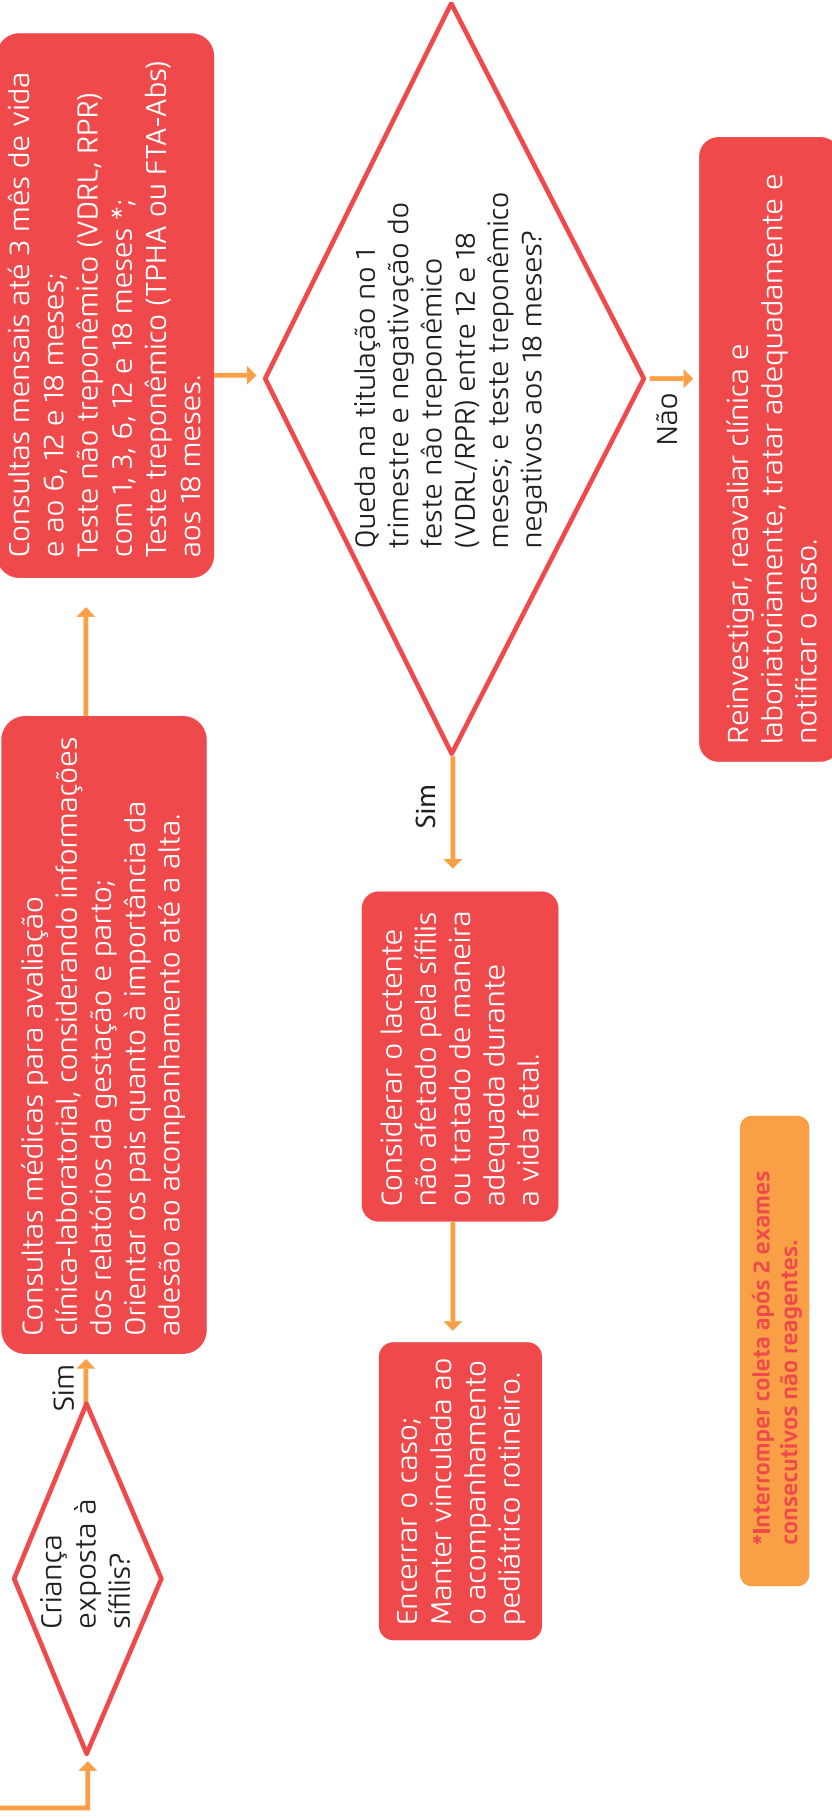 Criança
exposta à
sífilis?
Sim
Consultas médicas para avaliação
clínica-laboratorial, considerando informações
dos relatórios da gestação e parto;
Orientar os pais quanto à importância da
adesão ao acompanhamento até a alta.
Consultas mensais até 3 mês de vida
e ao 6, 12 e 18 meses;
Teste não treponêmico (VDRL, RPR)
com 1, 3, 6, 12 e 18 meses *;
Teste treponêmico (TPHA ou FTA-Abs)
aos 18 meses.
Queda na titulação no 1
trimestre e negativação do
feste não treponêmico
(VDRL/RPR) entre 12 e 18
meses; e teste treponêmico
negativos aos 18 meses?
Sim
Considerar o lactente
não afetado pela sífilis
ou tratado de maneira
adequada durante
a vida fetal.
Encerrar o caso;
Manter vinculada ao
o acompanhamento
pediátrico rotineiro.
Não
Reinvestigar, reavaliar clínica e
laboriatoriamente, tratar adequadamente e
notificar o caso.
*Interromper coleta após 2 exames
consecutivos não reagentes.